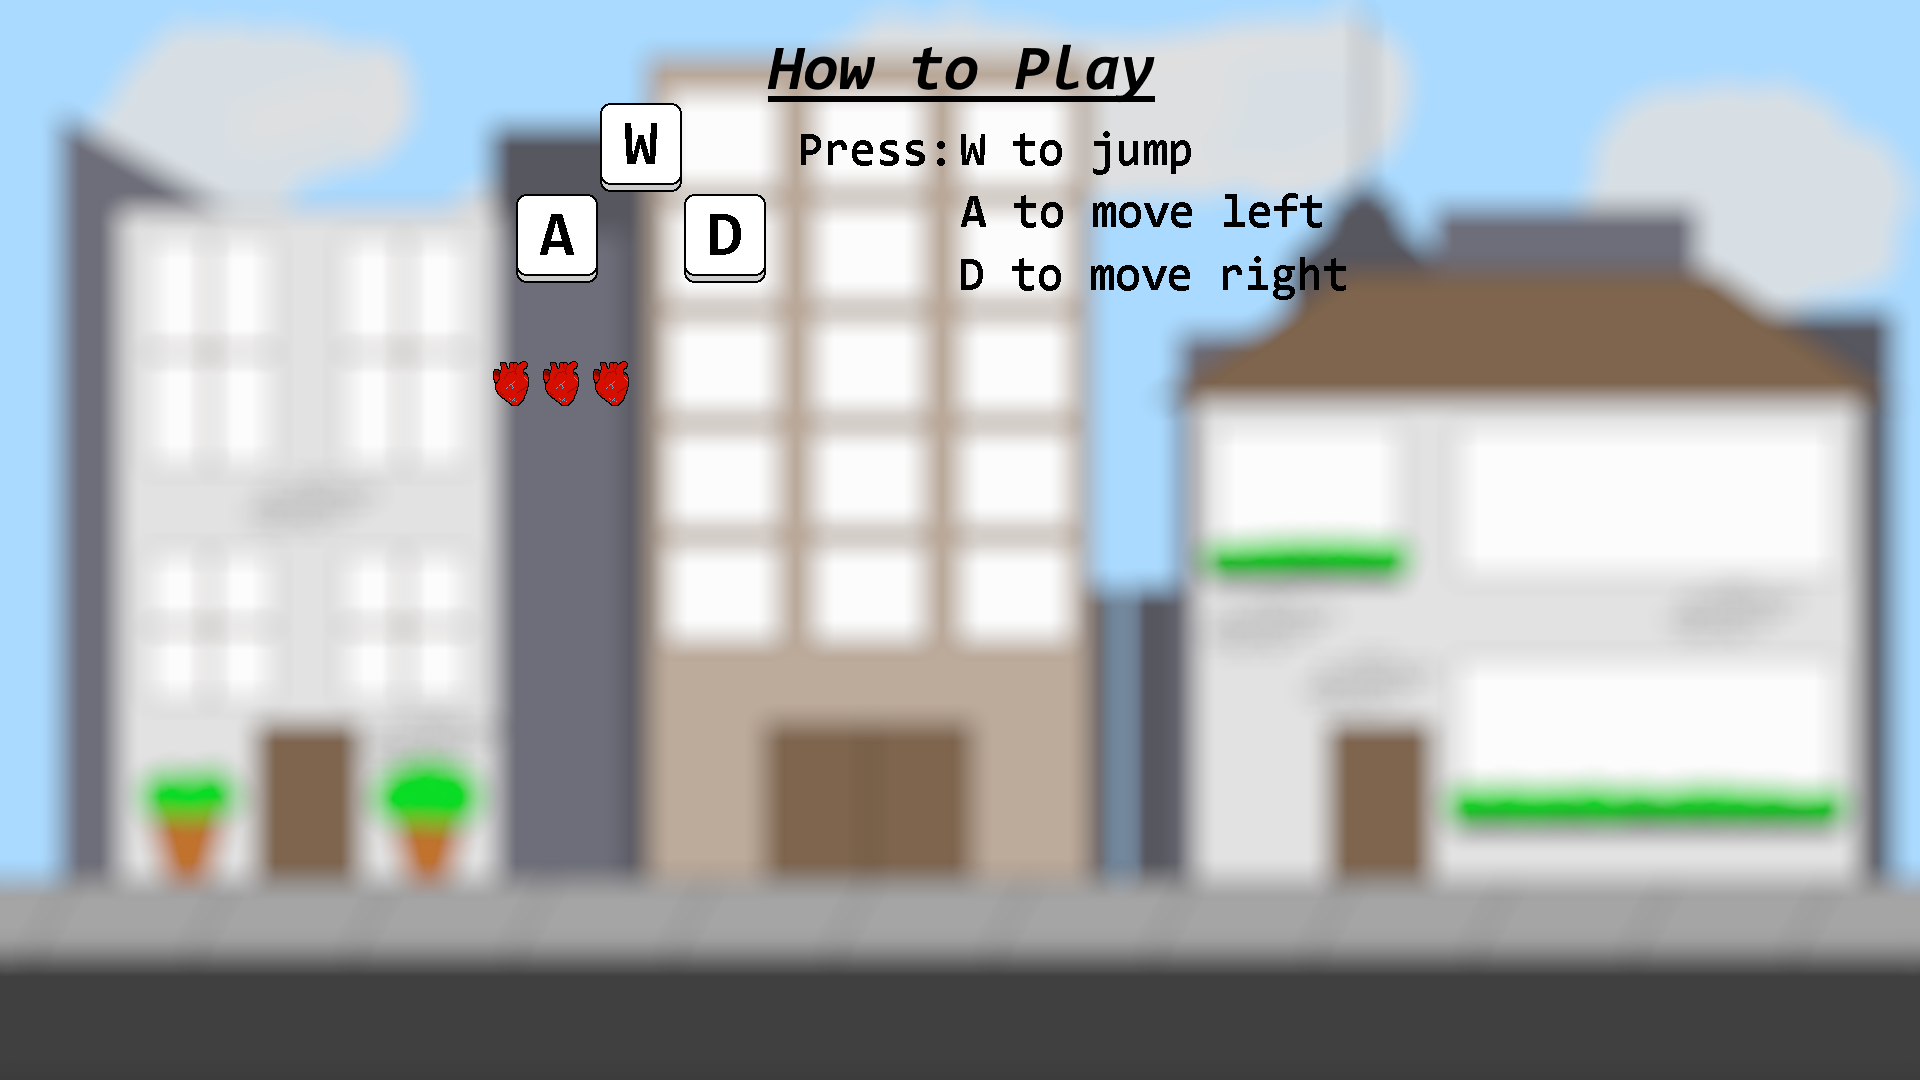 How to Play
W
Press: W to jump
A D
A to move left
D to move right